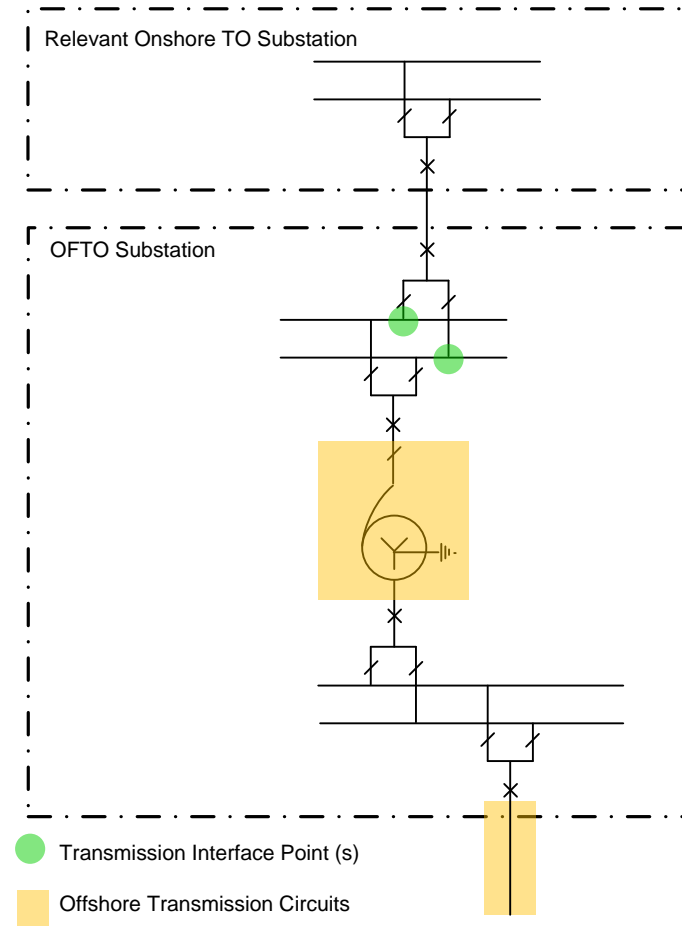 Relevant Onshore TO Substation
OFTO Substation
Transmission Interface Point (s)
Offshore Transmission Circuits